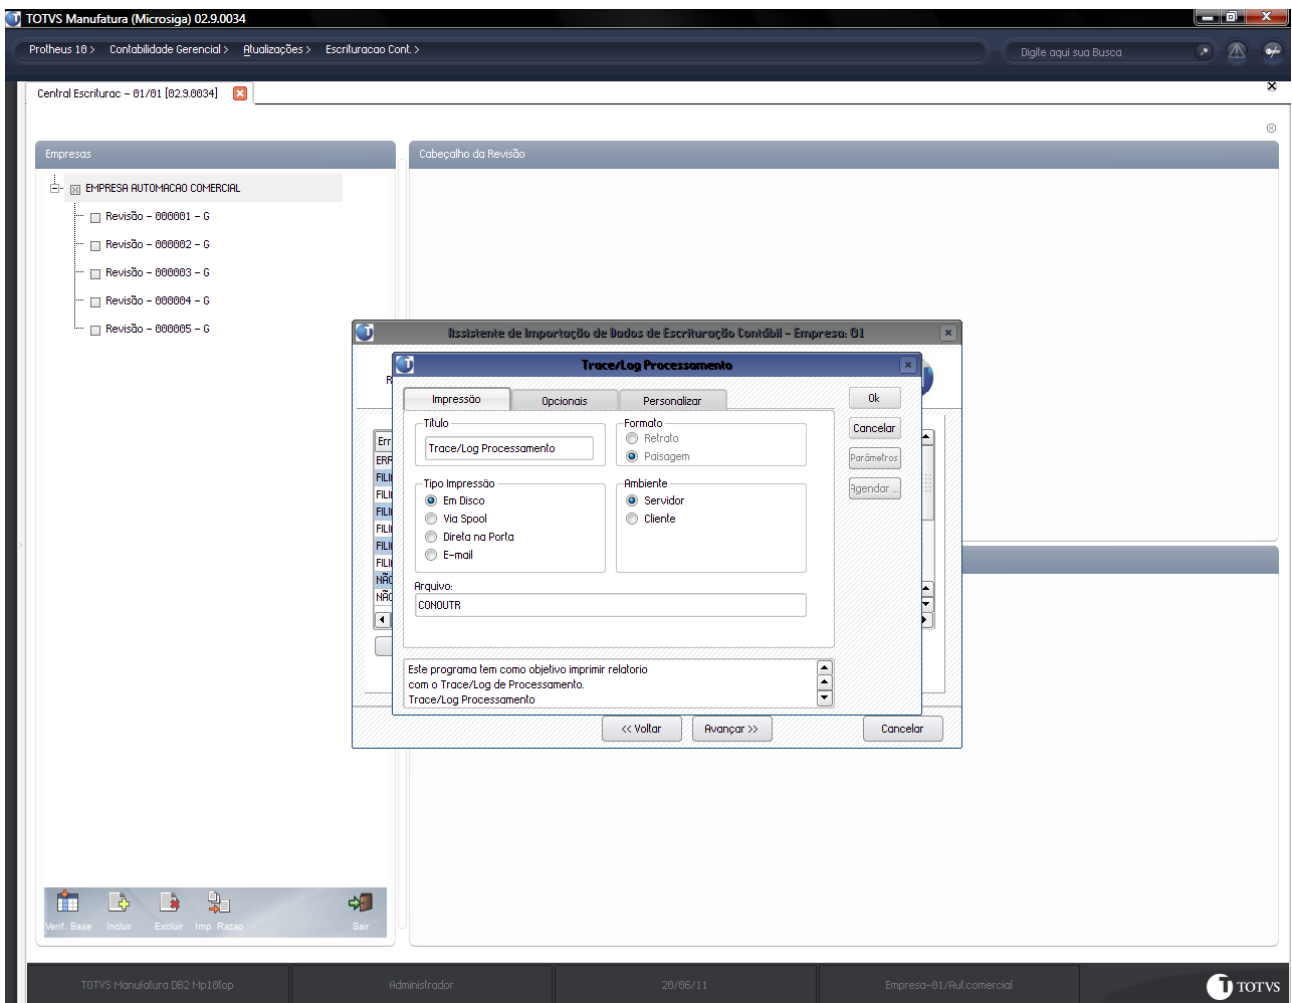 TOTVS Manufatura (Microsiga) 02.9.0034
Protheus 10 > Contabilidade Gerencial > Atualizações > Escrituracao Cont. >
Digite aqui sua Busca
Central Escriturac - 01/01 [02.9.0034]
Empresas
Cabeçalho da Revisão
EMPRESA AUTOMACAO COMERCIAL
Revisão - 000001 - G
Revisão - 000002 - G
Revisão - 000003 - G
Revisão - 000004 - G
Revisão - 000005 - G
Assistente de Importação de Dados de Escrituração Contábil - Empresa: 01
Trace/Log Processamento
Impressão
Opcionais
Personalizar
Ok
Cancelar
Parâmetros
Agendar ...
Título
Trace/Log Processamento
Formato
Retrato
Paisagem
Tipo Impressão
Em Disco
Via Spool
Direta na Porta
E-mail
Ambiente
Servidor
Cliente
Arquivo:
CONOUTR
Este programa tem como objetivo imprimir relatorio
com o Trace/Log de Processamento.
Trace/Log Processamento
<< Voltar
Avançar >>
Cancelar
Verif. Base
Incluir
Excluir
Imp. Razao
Sair
TOTVS Manufatura DB2 Mp10top
Administrador
20/06/11
Empresa-01/Aut.comercial
TOTVS